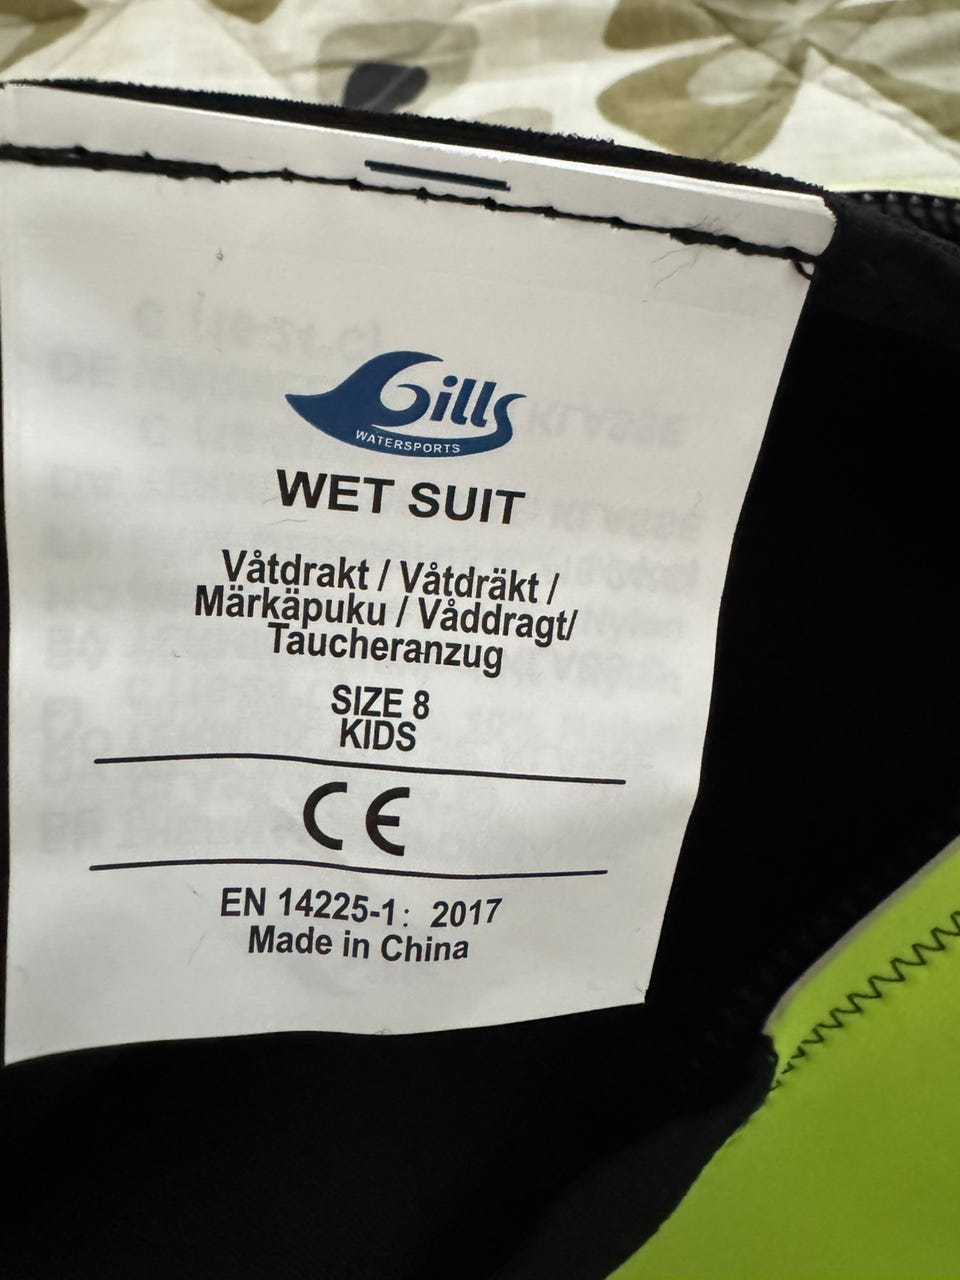 Gills
WATERSPORTS
WET SUIT
Våtdrakt / Våtdräkt /
Märkäpuku / Våddragt/
Taucheranzug
SIZE 8
KIDS
CE
EN 14225-1: 2017
Made in China